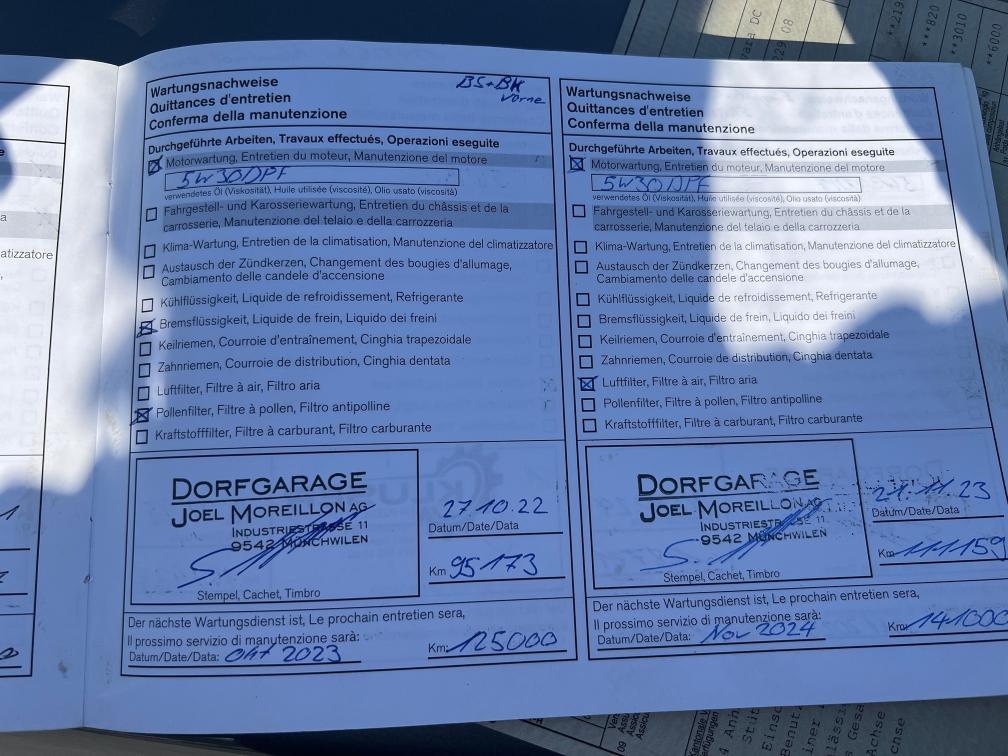 Wartungsnachweise
Quittances d'entretien
Conferma della manutenzione
BS+BK
vorne
Durchgeführte Arbeiten, Travaux effectués, Operazioni eseguite
Motorwartung, Entretien du moteur, Manutenzione del motore
5W30DPF
verwendetes Öl (Viskosität), Huile utilisée (viscosité), Olio usato (viscosità)
Fahrgestell- und Karosseriewartung, Entretien du châssis et de la
carrosserie, Manutenzione del telaio e della carrozzeria
Klima-Wartung, Entretien de la climatisation, Manutenzione del climatizzatore
Austausch der Zündkerzen, Changement des bougies d'allumage,
Cambiamento delle candele d'accensione
Kühlflüssigkeit, Liquide de refroidissement, Refrigerante
Bremsflüssigkeit, Liquide de frein, Liquido dei freini
Keilriemen, Courroie d'entraînement, Cinghia trapezoidale
Zahnriemen, Courroie de distribution, Cinghia dentata
Luftfilter, Filtre à air, Filtro aria
Pollenfilter, Filtre à pollen, Filtro antipolline
Kraftstofffilter, Filtre à carburant, Filtro carburante
DORFGARAGE
JOEL MOREILLON AG
INDUSTRIESTRASSE 11
9542 MÜNCHWILEN
Stempel, Cachet, Timbro
27.10.22
Datum/Date/Data
Km 95173
Der nächste Wartungsdienst ist, Le prochain entretien sera,
Il prossimo servizio di manutenzione sarà:
Datum/Date/Data: Okt 2023
Km: 125000
Wartungsnachweise
Quittances d'entretien
Conferma della manutenzione
Durchgeführte Arbeiten, Travaux effectués, Operazioni eseguite
Motorwartung, Entretien du moteur, Manutenzione del motore
5W30DPF
verwendetes Öl (Viskosität), Huile utilisée (viscosité), Olio usato (viscosità)
Fahrgestell- und Karosseriewartung, Entretien du châssis et de la
carrosserie, Manutenzione del telaio e della carrozzeria
Klima-Wartung, Entretien de la climatisation, Manutenzione del climatizzatore
Austausch der Zündkerzen, Changement des bougies d'allumage,
Cambiamento delle candele d'accensione
Kühlflüssigkeit, Liquide de refroidissement, Refrigerante
Bremsflüssigkeit, Liquide de frein, Liquido dei freini
Keilriemen, Courroie d'entraînement, Cinghia trapezoidale
Zahnriemen, Courroie de distribution, Cinghia dentata
Luftfilter, Filtre à air, Filtro aria
Pollenfilter, Filtre à pollen, Filtro antipolline
Kraftstofffilter, Filtre à carburant, Filtro carburante
DORFGARAGE
JOEL MOREILLON AG
INDUSTRIESTRASSE 11
9542 MÜNCHWILEN
Stempel, Cachet, Timbro
21.11.23
Datum/Date/Data
Km 111159
Der nächste Wartungsdienst ist, Le prochain entretien sera,
Il prossimo servizio di manutenzione sarà:
Datum/Date/Data: Nov 2024
Km: 141000
atizzatore
***820
**3010
**6000